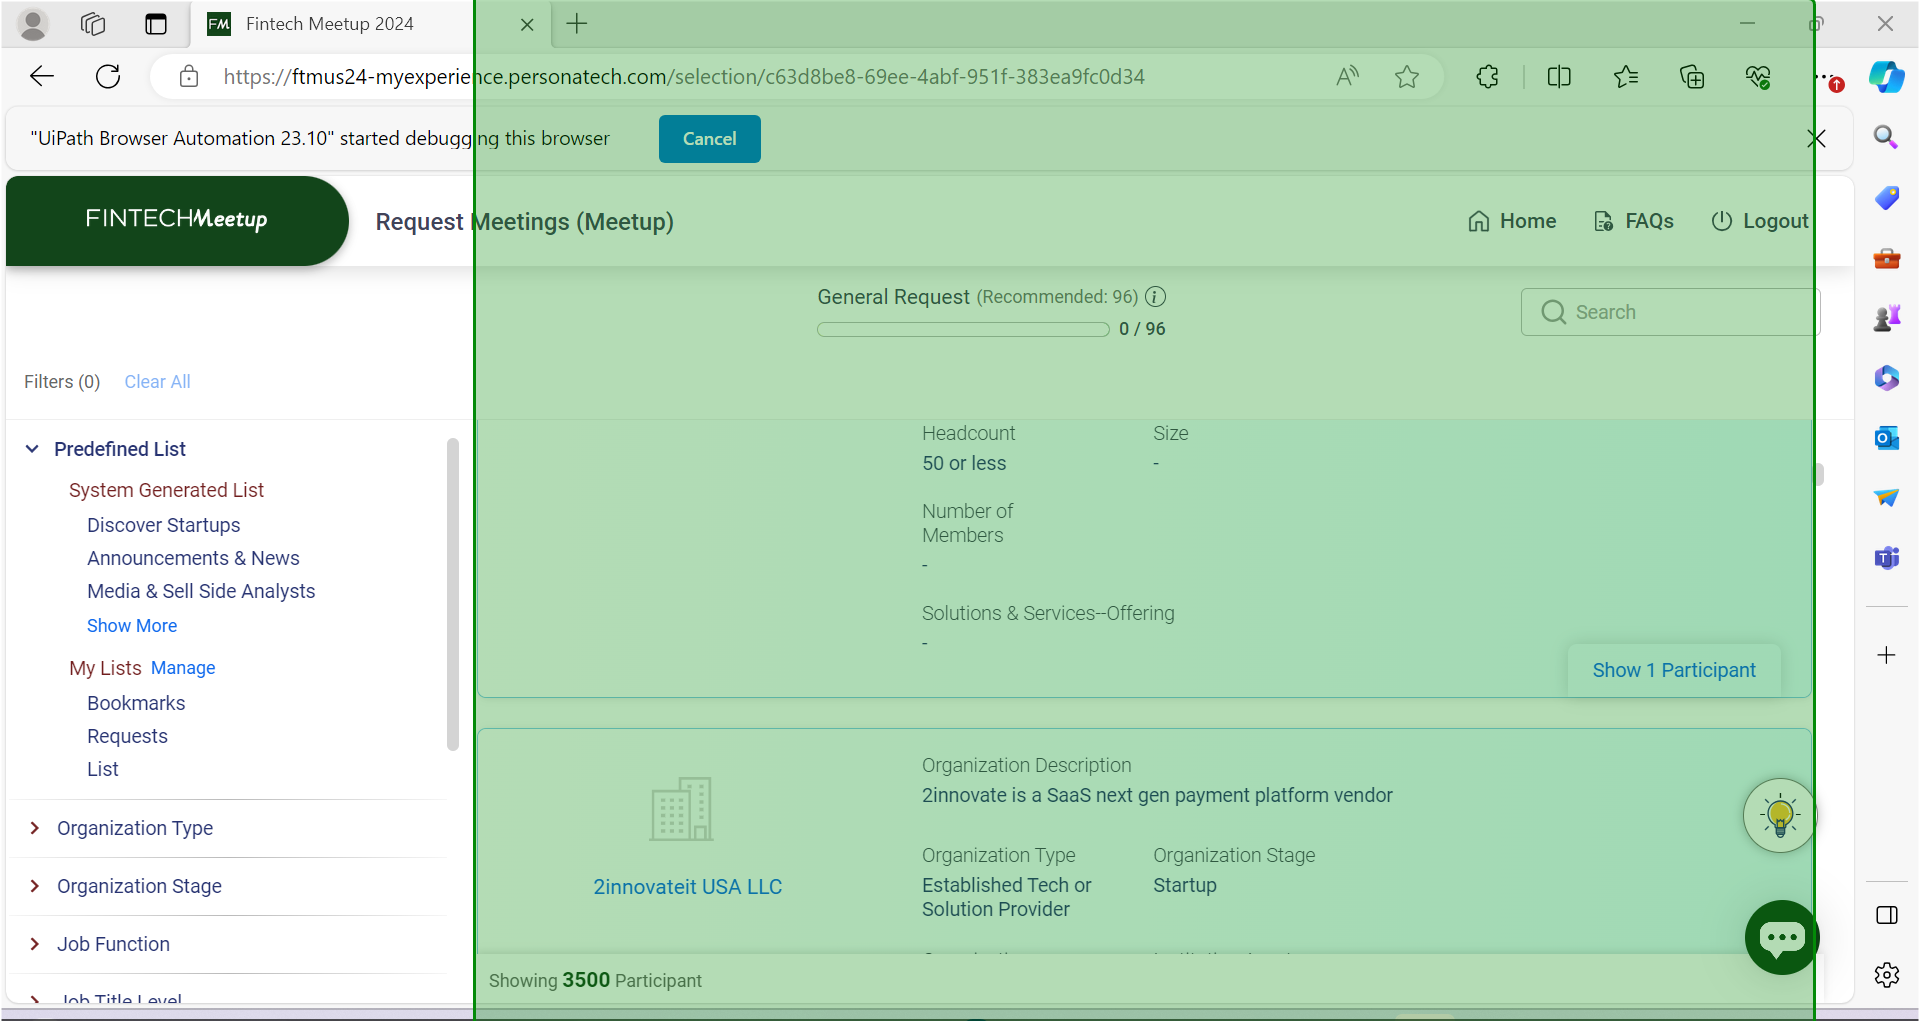 FM Fintech Meetup 2024
https://ftmus24-myexperience.personatech.com/selection/c63d8be8-69ee-4abf-951f-383ea9fc0d34
"UiPath Browser Automation 23.10" started debugging this browser
Cancel
FINTECHMeetup
Request Meetings (Meetup)
Home
FAQs
Logout
General Request (Recommended: 96)
0 / 96
Search
Filters (0) Clear All
Predefined List
System Generated List
Discover Startups
Announcements & News
Media & Sell Side Analysts
Show More
My Lists Manage
Bookmarks
Requests
List
Organization Type
Organization Stage
Job Function
Job Title Level
Headcount
50 or less
Size
-
Number of
Members
-
Solutions & Services--Offering
-
Show 1 Participant
2innovateit USA LLC
Organization Description
2innovate is a SaaS next gen payment platform vendor
Organization Type
Established Tech or
Solution Provider
Organization Stage
Startup
Showing 3500 Participant